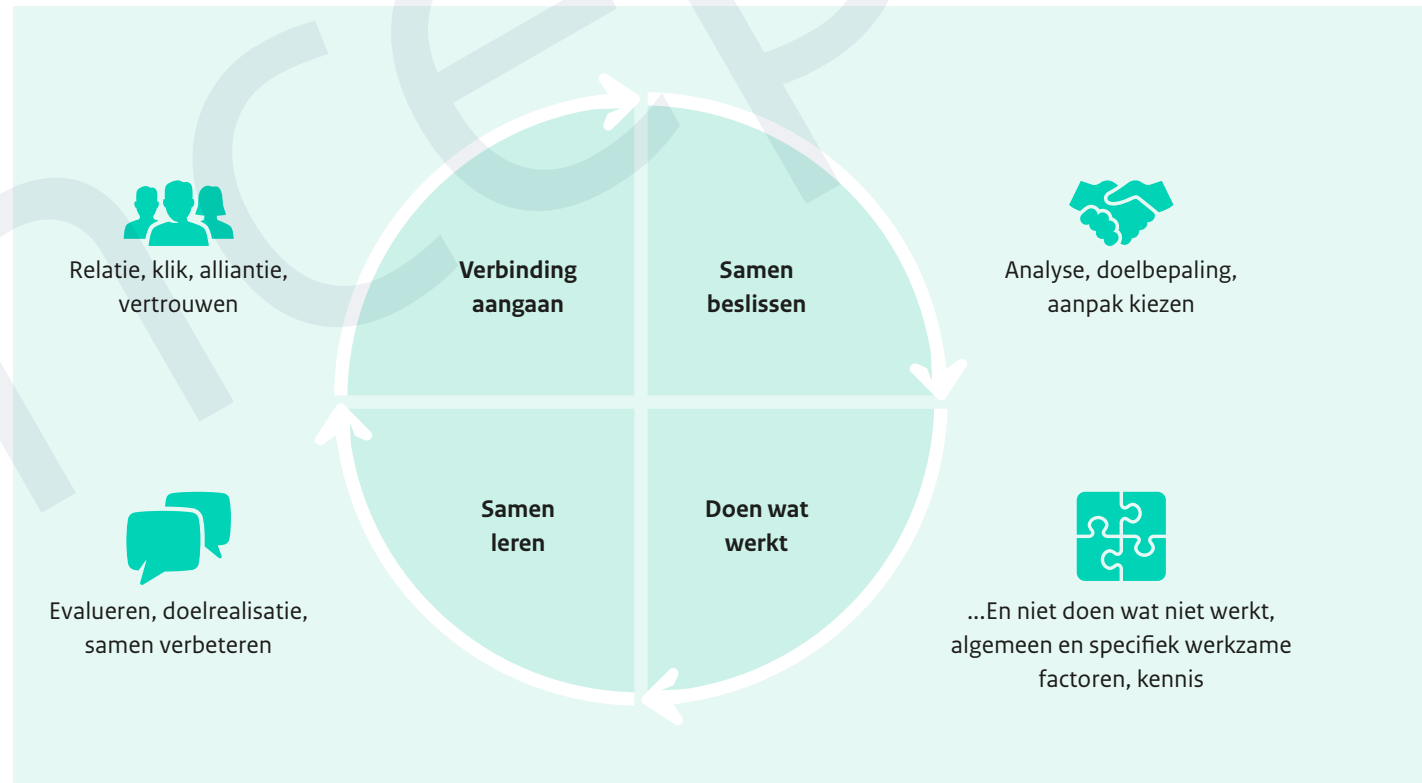 Relatie, klik, alliantie,
vertrouwen
Verbinding
aangaan
Samen
beslissen
Analyse, doelbepaling,
aanpak kiezen
Evalueren, doelrealisatie,
samen verbeteren
Samen
leren
Doen wat
werkt
...En niet doen wat niet werkt,
algemeen en specifiek werkzame
factoren, kennis
ncep